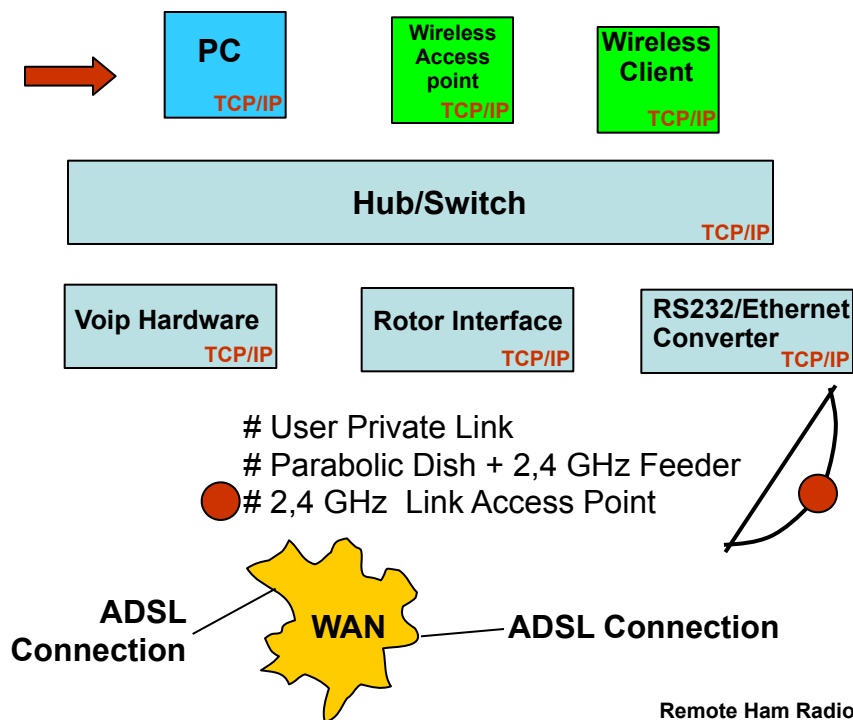 PC
TCP/IP
Wireless
Access
point
TCP/IP
Wireless
Client
TCP/IP
Hub/Switch
TCP/IP
Voip Hardware
TCP/IP
Rotor Interface
TCP/IP
RS232/Ethernet
Converter
TCP/IP
# User Private Link
# Parabolic Dish + 2,4 GHz Feeder
# 2,4 GHz  Link Access Point
ADSL
Connection
WAN
ADSL Connection
Remote Ham Radio